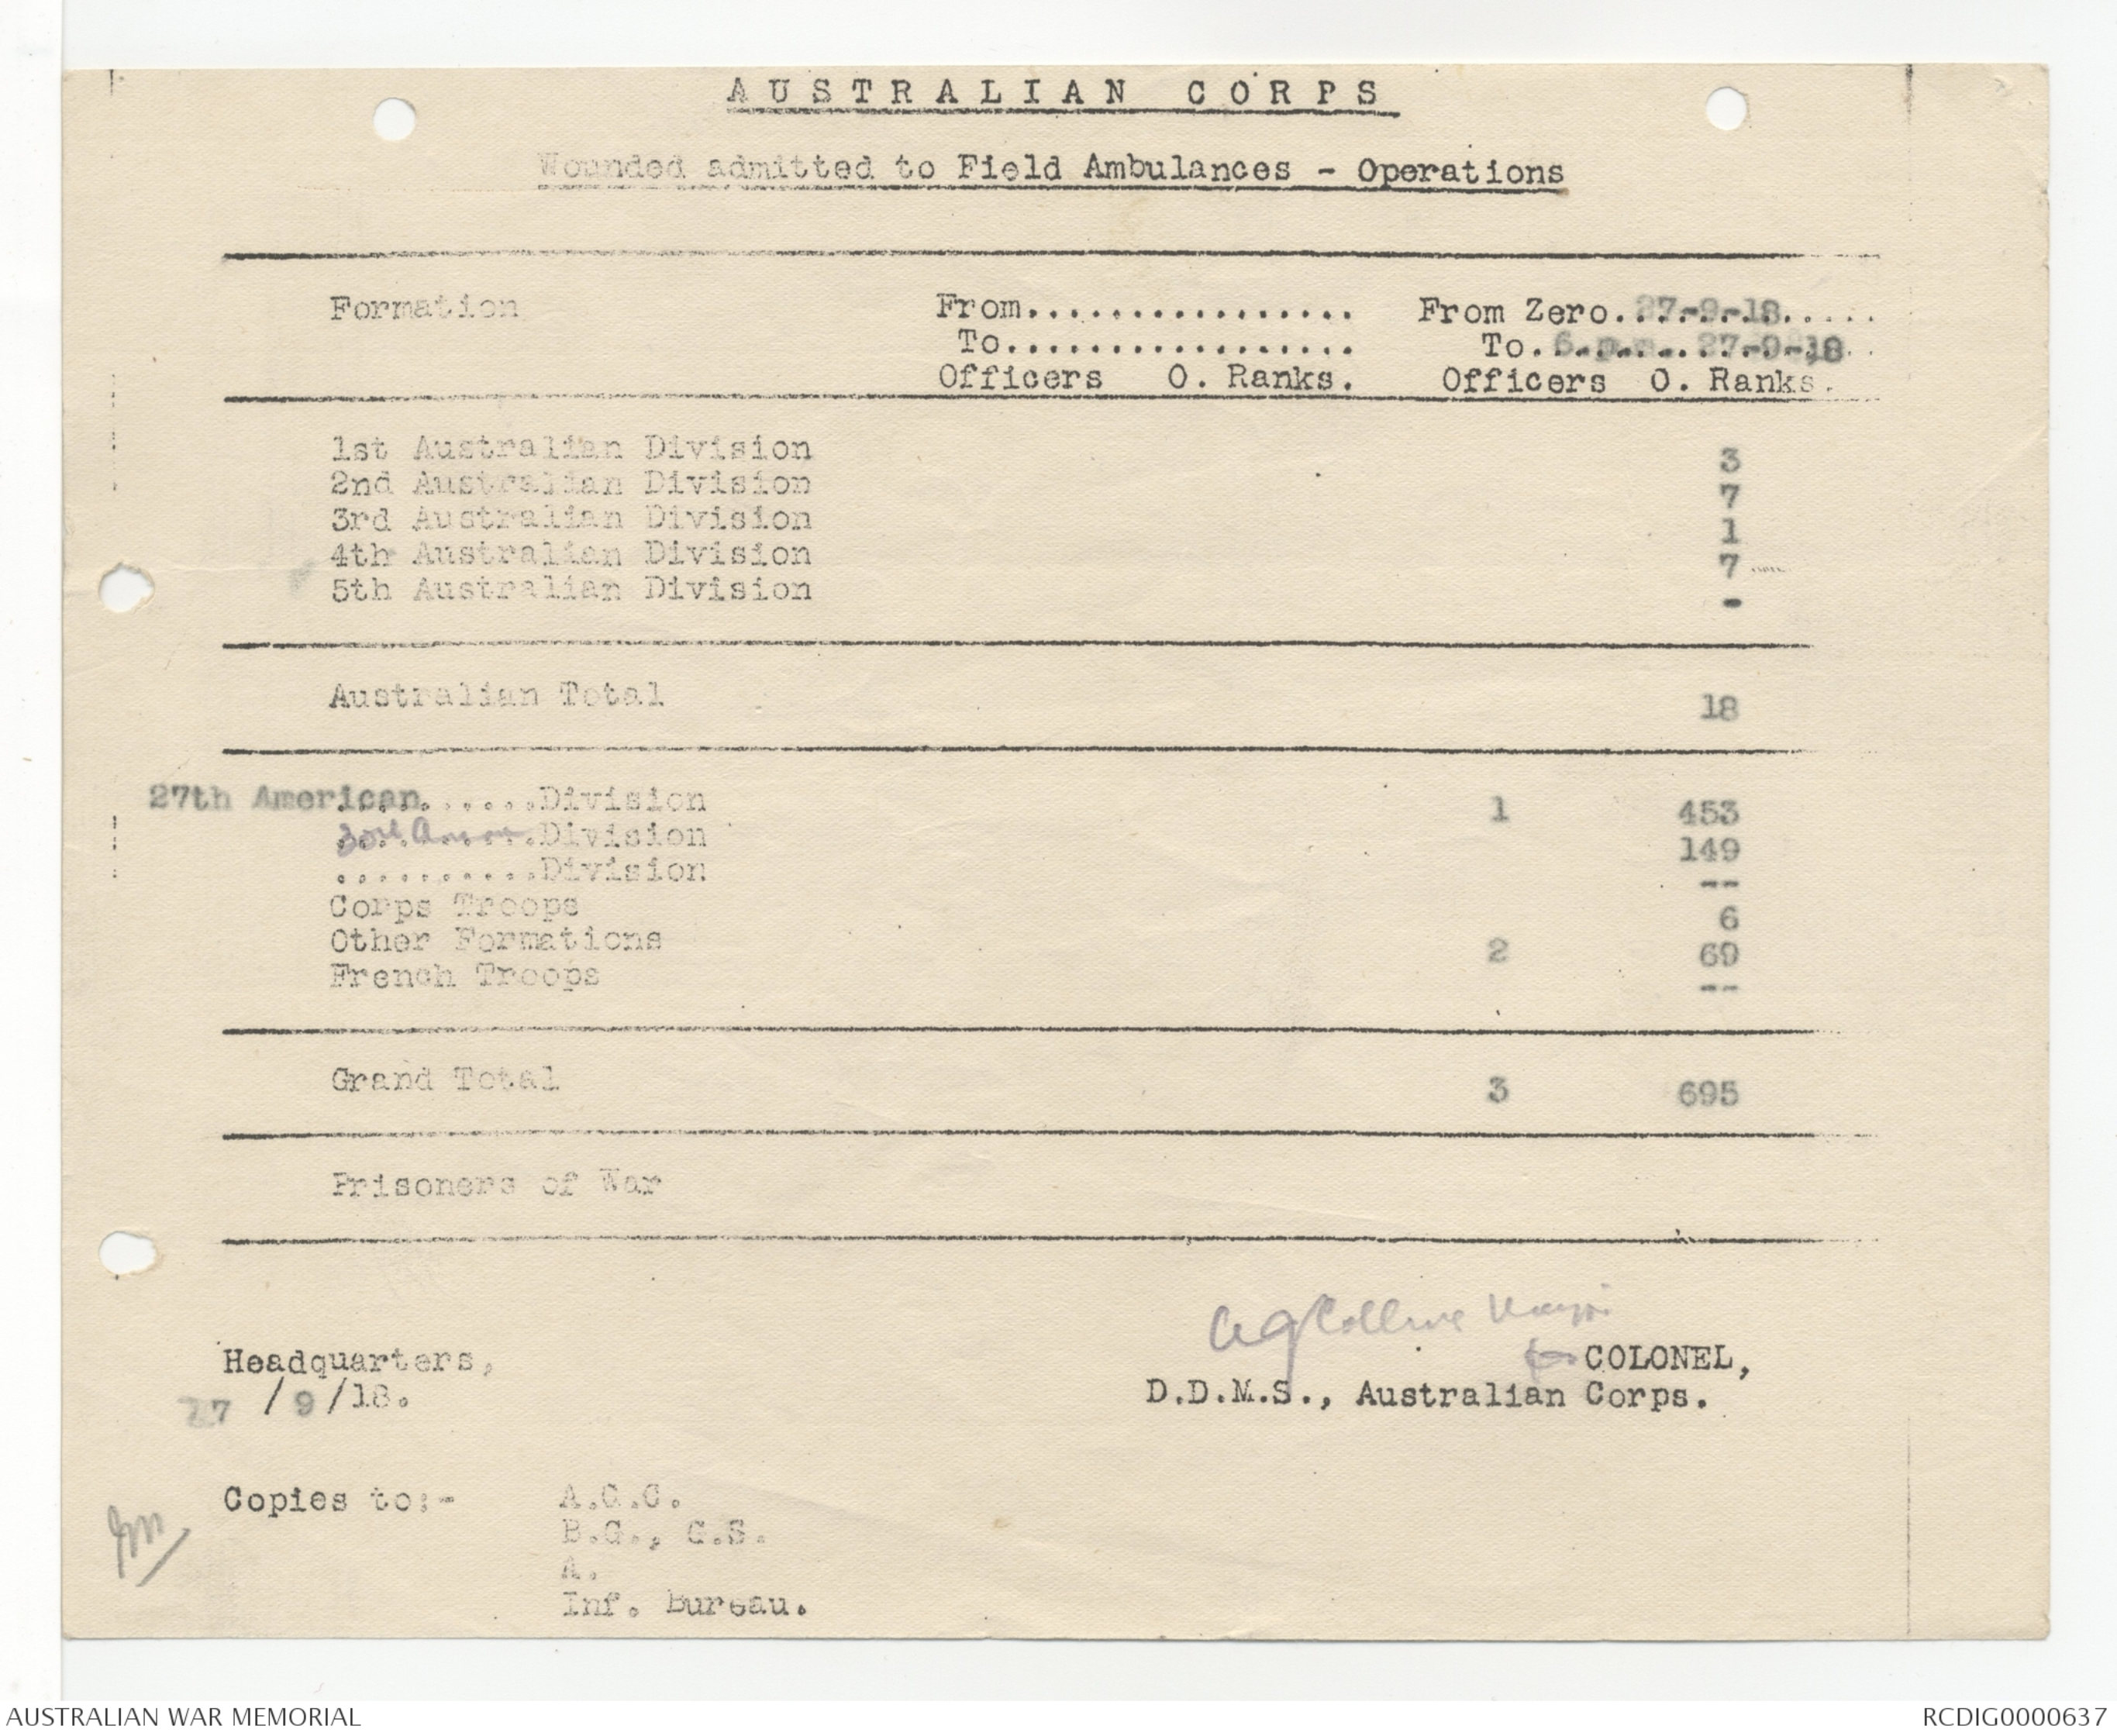 AUSTRALIAN CORPS
Wounded admitted to Field Ambulances - Operations
Formation From................ From Zero.27-9-18.....
To.................. To.6.p.m...27-9-18.
Officers O. Ranks. Officers O. Ranks.
1st Australian Division 3
2nd Australian Division 7
3rd Australian Division 1
4th Australian Division 7
5th Australian Division -
Australian Total 18
27th American.....Division 1 453
30th Division 149
..........Division --
Corps Troops 6
Other Formations 2 69
French Troops --
Grand Total 3 695
Prisoners of War
Collins Major
Headquarters, for COLONEL,
27 / 9 /18. D.D.M.S., Australian Corps.
Copies to:- A.C.C.
B.G., G.S.
A.
Inf. Bureau.
AUSTRALIAN WAR MEMORIAL RCDIG0000637